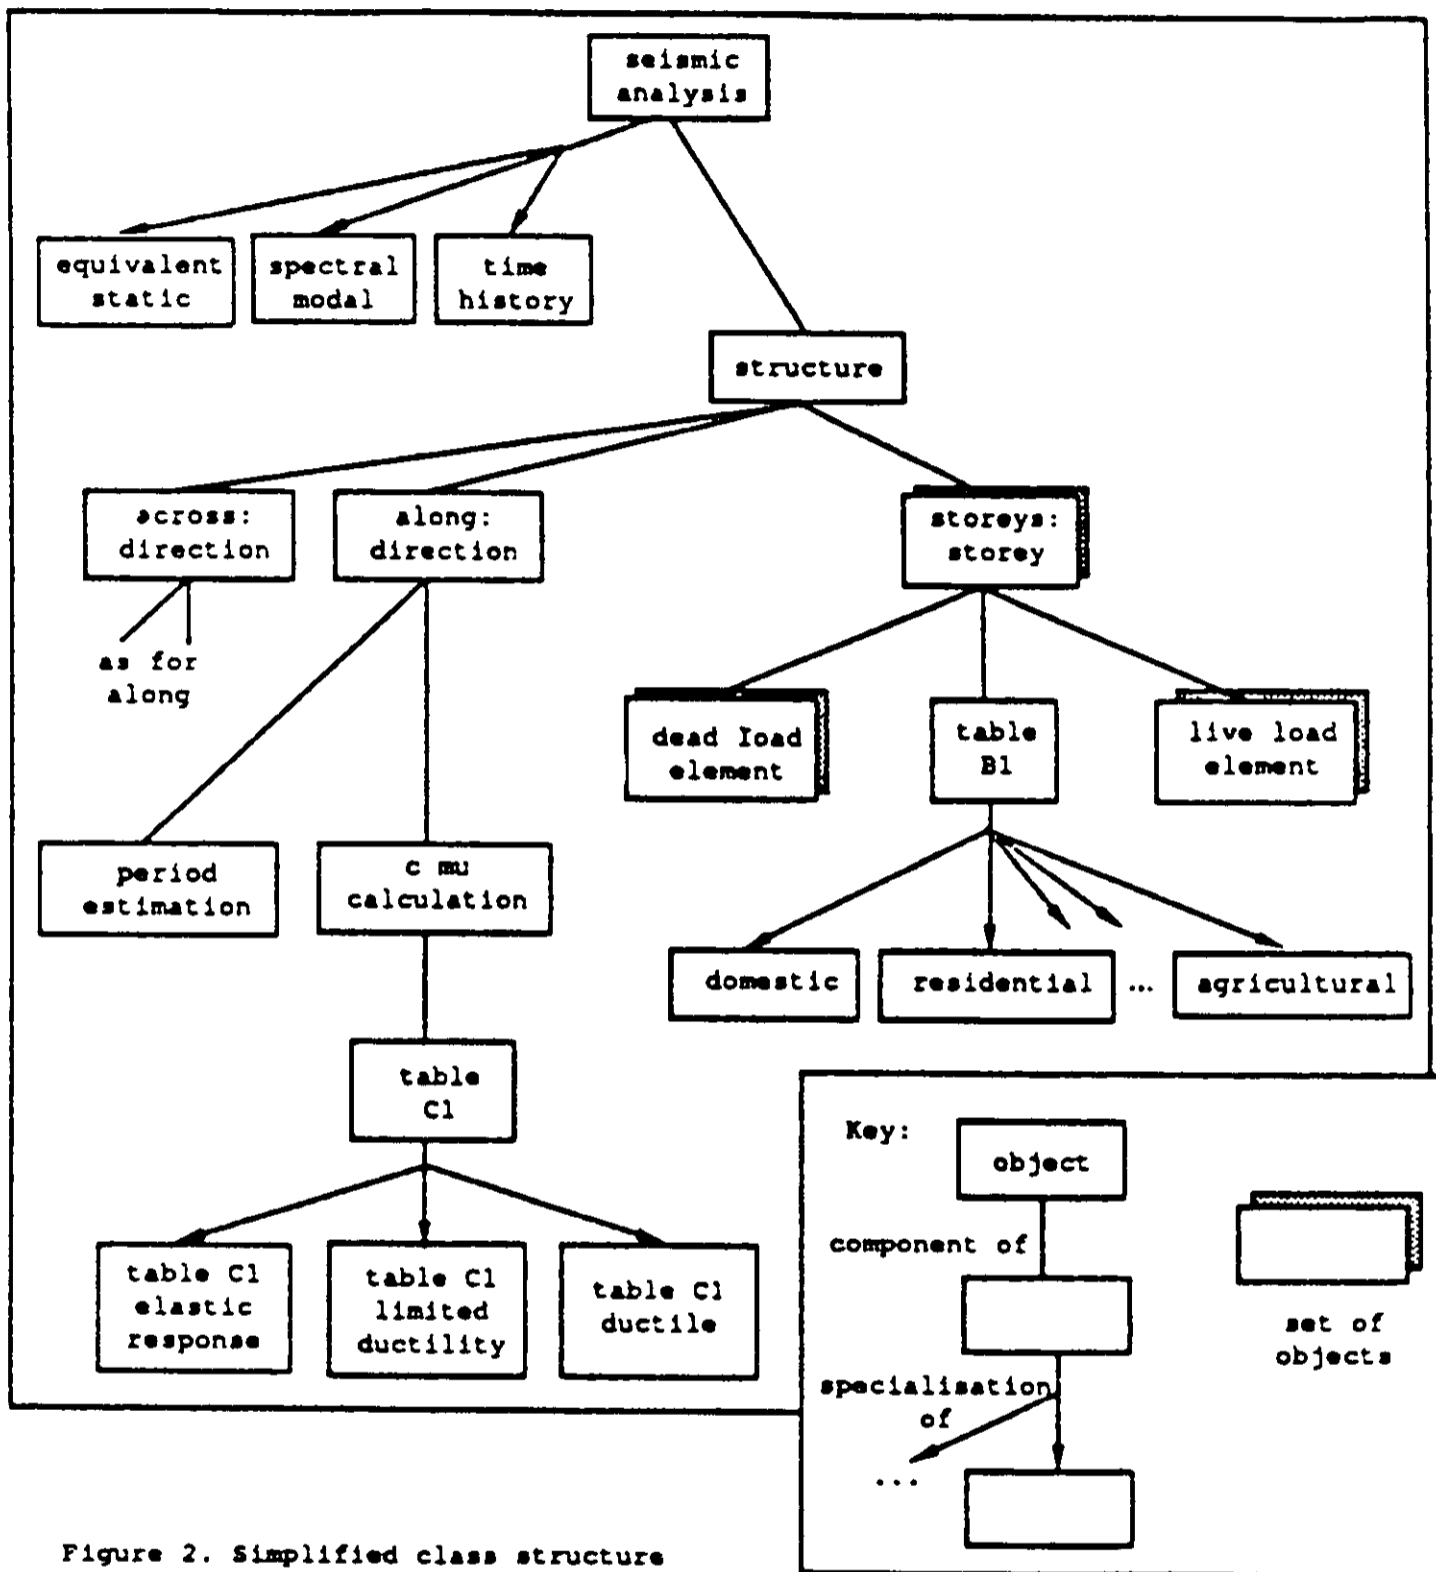 seismic
analysis
equivalent
static
spectral
modal
time
history
structure
across:
direction
along:
direction
storeys:
storey
as for
along
dead load
element
table
B1
live load
element
period
estimation
c mu
calculation
domestic
residential
...
agricultural
table
C1
table C1
elastic
response
table C1
limited
ductility
table C1
ductile
Key:
object
component of
specialisation
of
...
set of
objects
Figure 2. Simplified class structure